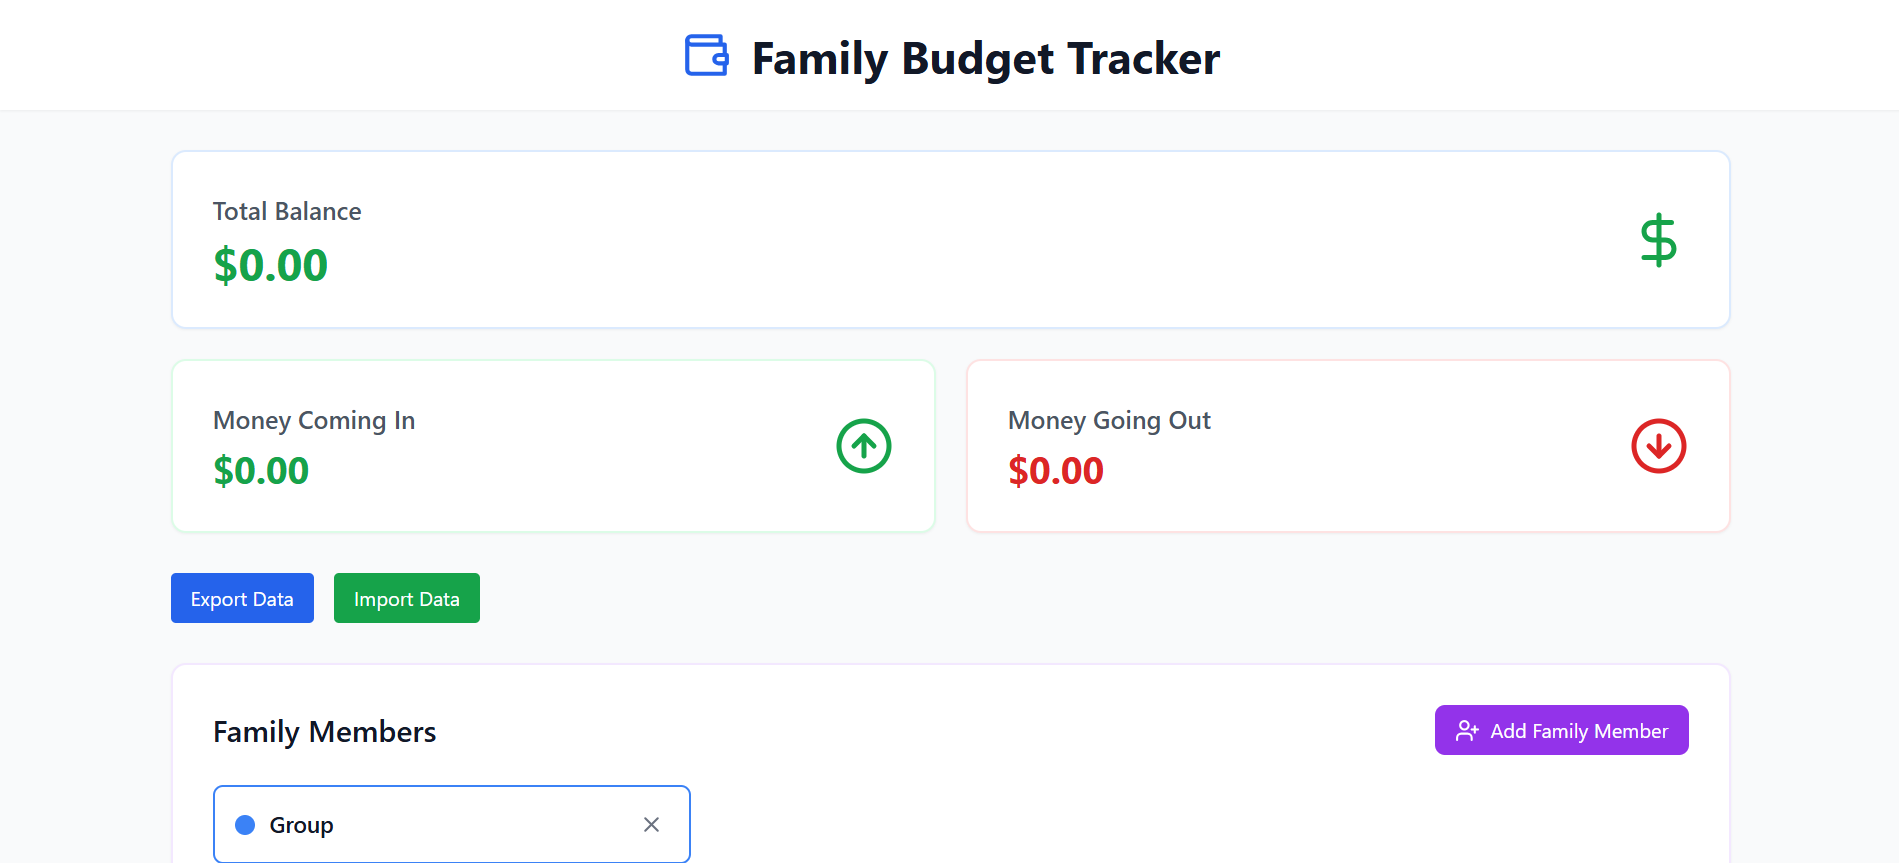 Family Budget Tracker
Total Balance
$0.00
Money Coming In
$0.00
Money Going Out
$0.00
Export Data
Import Data
Family Members
Add Family Member
Group